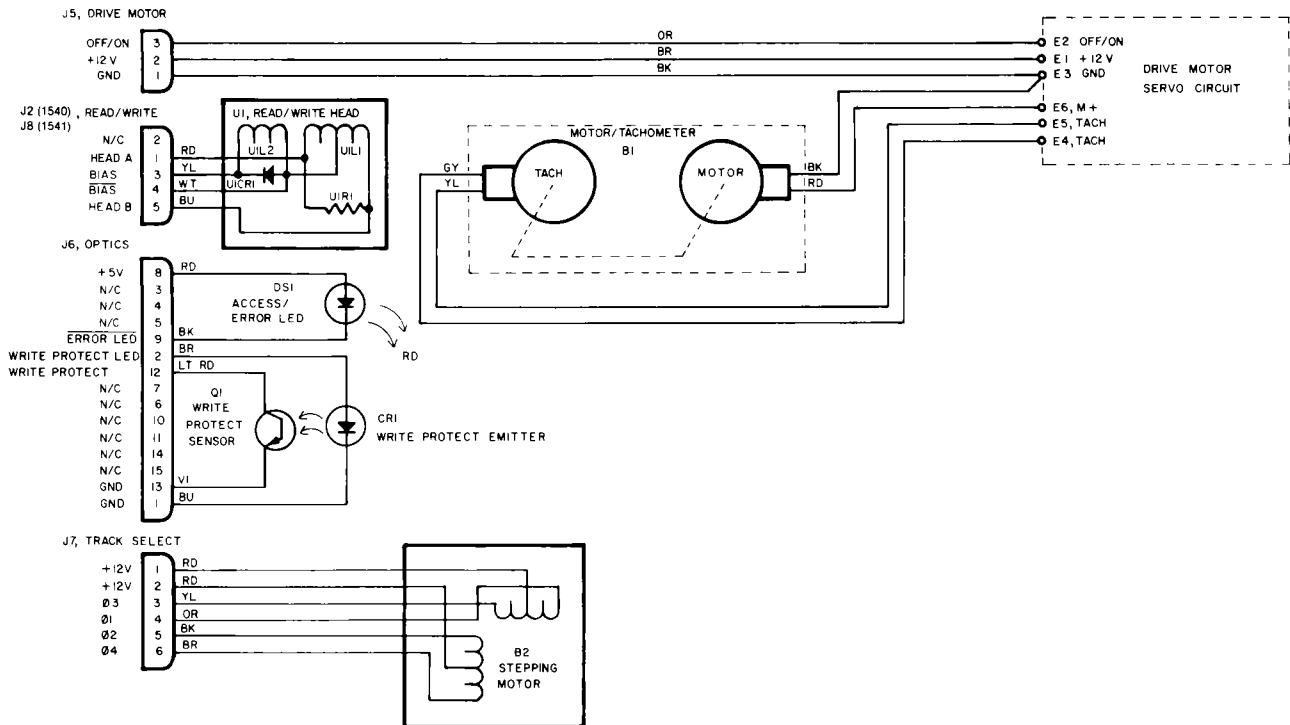 J5, DRIVE MOTOR
OFF/ON 3 OR E2 OFF/ON
+12V 2 BR E1 +12V
GND 1 BK E3 GND
DRIVE MOTOR
SERVO CIRCUIT
E6, M+
E5, TACH
E4, TACH
J2 (1540), READ/WRITE
J8 (1541)
N/C 2
HEAD A 1 RD
BIAS 3 YL
BIAS 4 WT
HEAD B 5 BU
U1, READ/WRITE HEAD
U1L2 U1L1
U1CR1
U1R1
MOTOR/TACHOMETER
B1
GY TACH MOTOR BK
YL RD
J6, OPTICS
+5V 8 RD
N/C 3
N/C 4
N/C 5
ERROR LED 9 BK
WRITE PROTECT LED 2 BR
WRITE PROTECT 12 LT RD
N/C 7
N/C 6
N/C 10
N/C 11
N/C 14
N/C 15
GND 13 VI
GND 1 BU
DS1
ACCESS/
ERROR LED
RD
Q1
WRITE
PROTECT
SENSOR
CR1
WRITE PROTECT EMITTER
J7, TRACK SELECT
+12V 1 RD
+12V 2 RD
Ø3 3 YL
Ø1 4 OR
Ø2 5 BK
Ø4 6 BR
B2
STEPPING
MOTOR